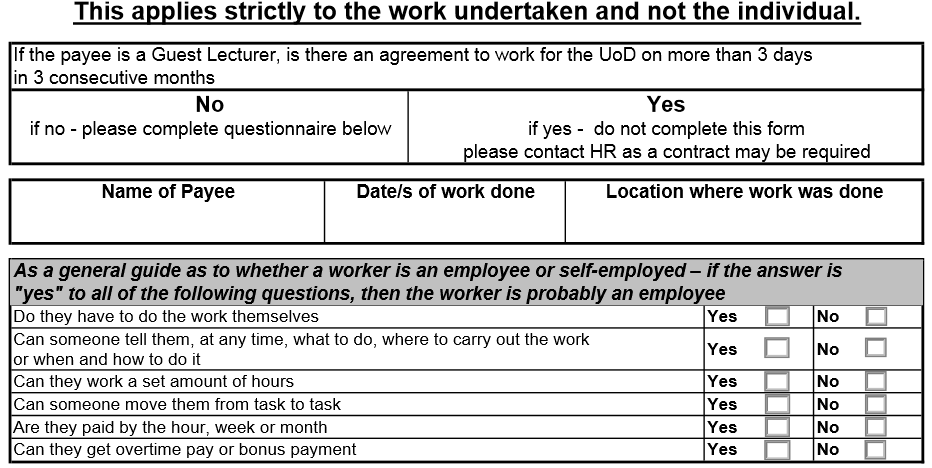 This applies strictly to the work undertaken and not the individual.
If the payee is a Guest Lecturer, is there an agreement to work for the UoD on more than 3 days
in 3 consecutive months
No
if no - please complete questionnaire below
Yes
if yes - do not complete this form
please contact HR as a contract may be required
Name of Payee
Date/s of work done
Location where work was done
As a general guide as to whether a worker is an employee or self-employed – if the answer is
"yes" to all of the following questions, then the worker is probably an employee
Do they have to do the work themselves Yes No
Can someone tell them, at any time, what to do, where to carry out the work
or when and how to do it Yes No
Can they work a set amount of hours Yes No
Can someone move them from task to task Yes No
Are they paid by the hour, week or month Yes No
Can they get overtime pay or bonus payment Yes No